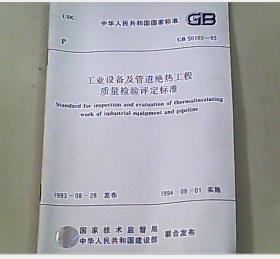 UDC
中华人民共和国国家标准
GB
P
GB 50185-93
工业设备及管道绝热工程
质量检验评定标准
Standard for inspection and evaluation of thermalinsulating
work of industrial equipment and pipeline
1993-08-28 发布
1994-09-01 实施
国家技术监督局
中华人民共和国建设部
联合发布